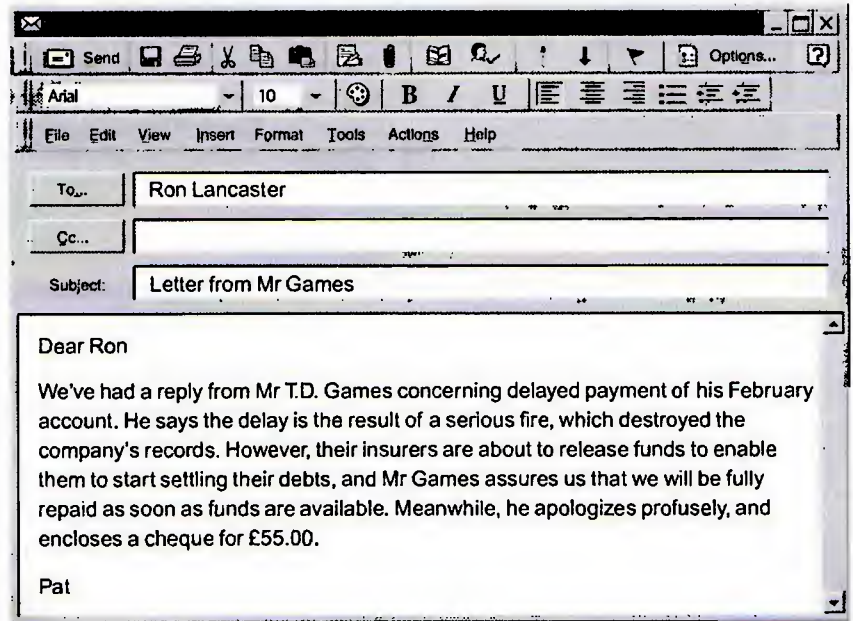 Send Options...
Arial 10 B I U
File Edit View Insert Format Tools Actions Help
To... Ron Lancaster
Cc...
Subject: Letter from Mr Games
Dear Ron
We've had a reply from Mr T.D. Games concerning delayed payment of his February
account. He says the delay is the result of a serious fire, which destroyed the
company's records. However, their insurers are about to release funds to enable
them to start settling their debts, and Mr Games assures us that we will be fully
repaid as soon as funds are available. Meanwhile, he apologizes profusely, and
encloses a cheque for £55.00.
Pat